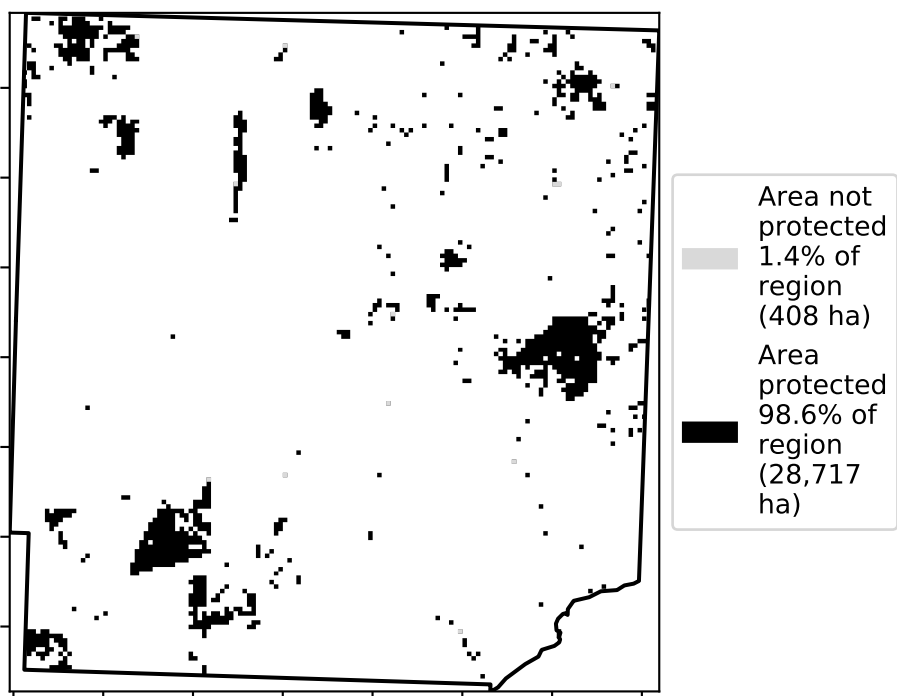 Area not
protected
1.4% of
region
(408 ha)
Area
protected
98.6% of
region
(28,717
ha)